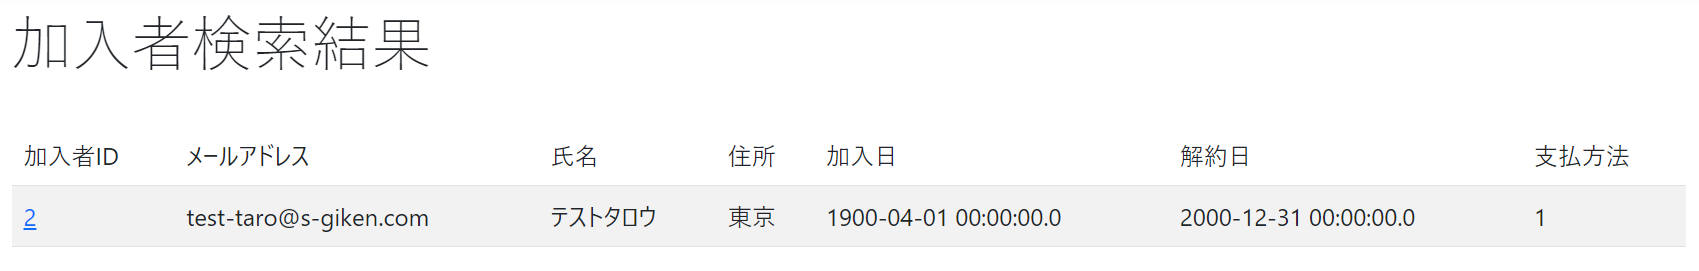 加入者検索結果
加入者ID メールアドレス 氏名 住所 加入日 解約日 支払方法
2 test-taro@s-giken.com テストタロウ 東京 1900-04-01 00:00:00.0 2000-12-31 00:00:00.0 1